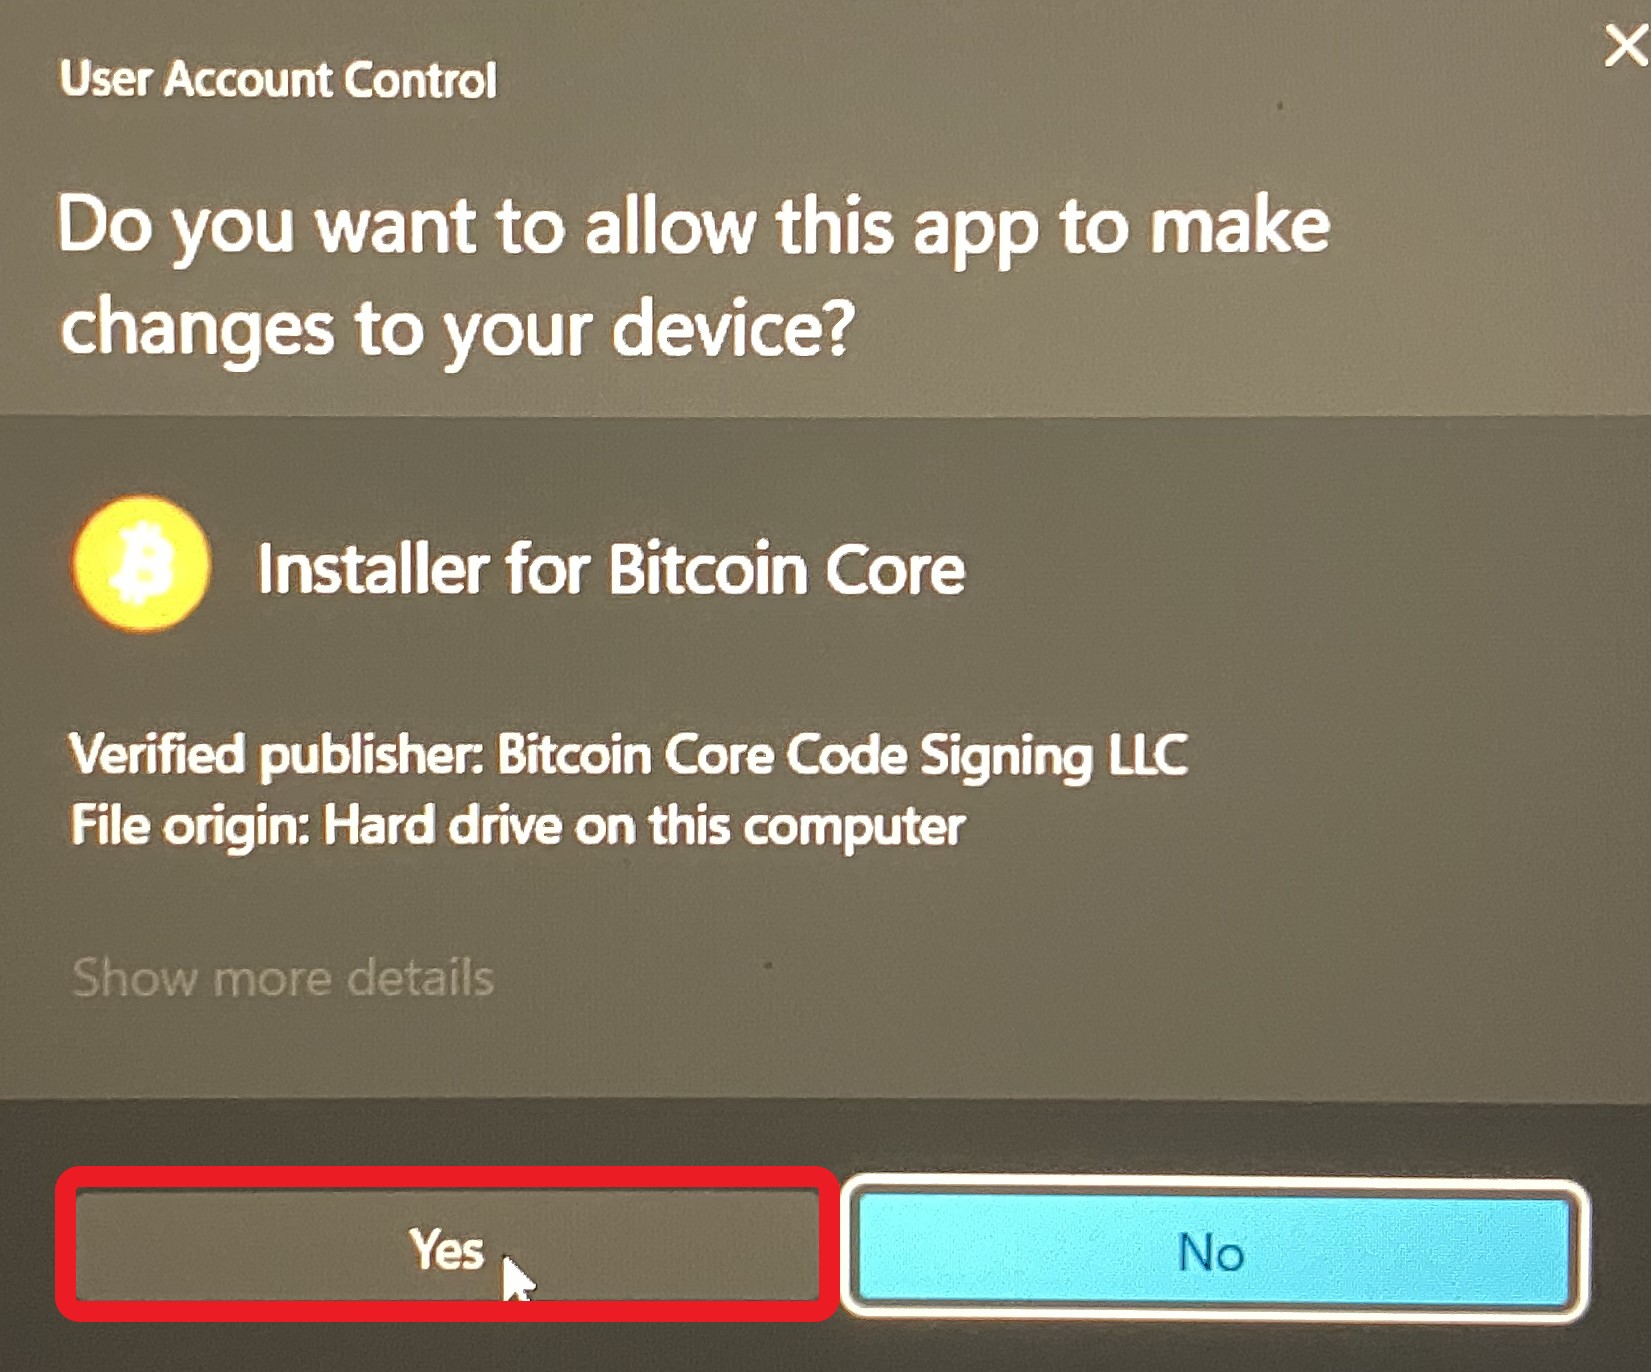 User Account Control
Do you want to allow this app to make
changes to your device?
Installer for Bitcoin Core
Verified publisher: Bitcoin Core Code Signing LLC
File origin: Hard drive on this computer
Show more details
Yes
No